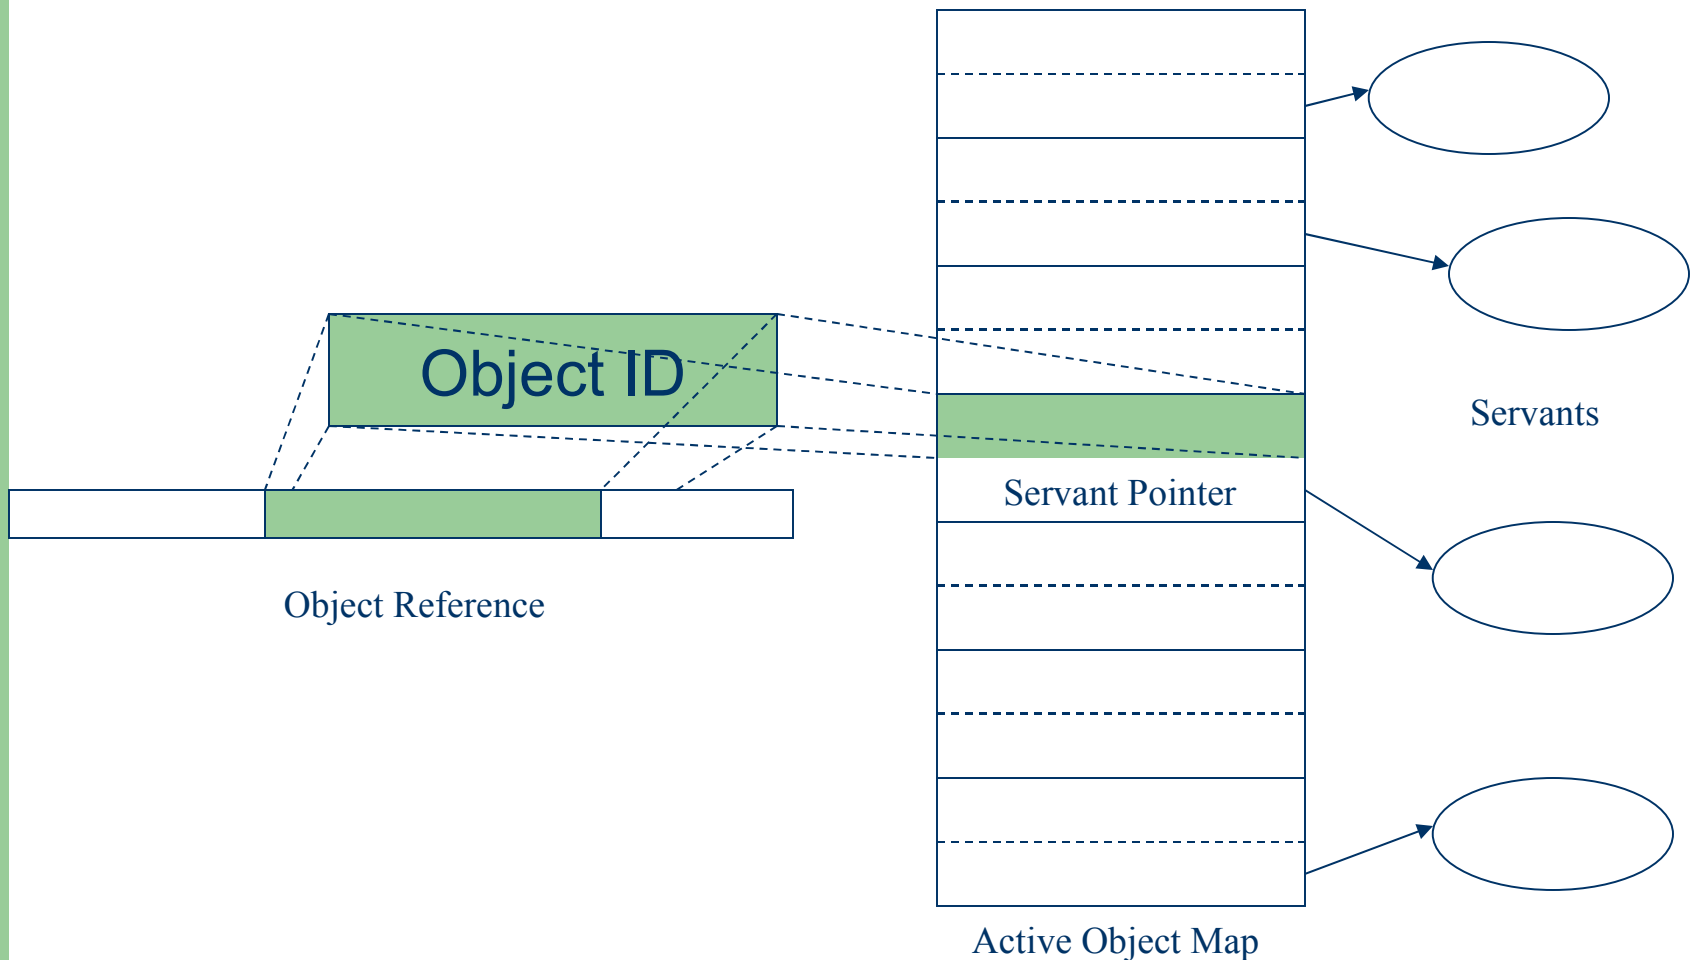 Object ID
Servants
Servant Pointer
Object Reference
Active Object Map